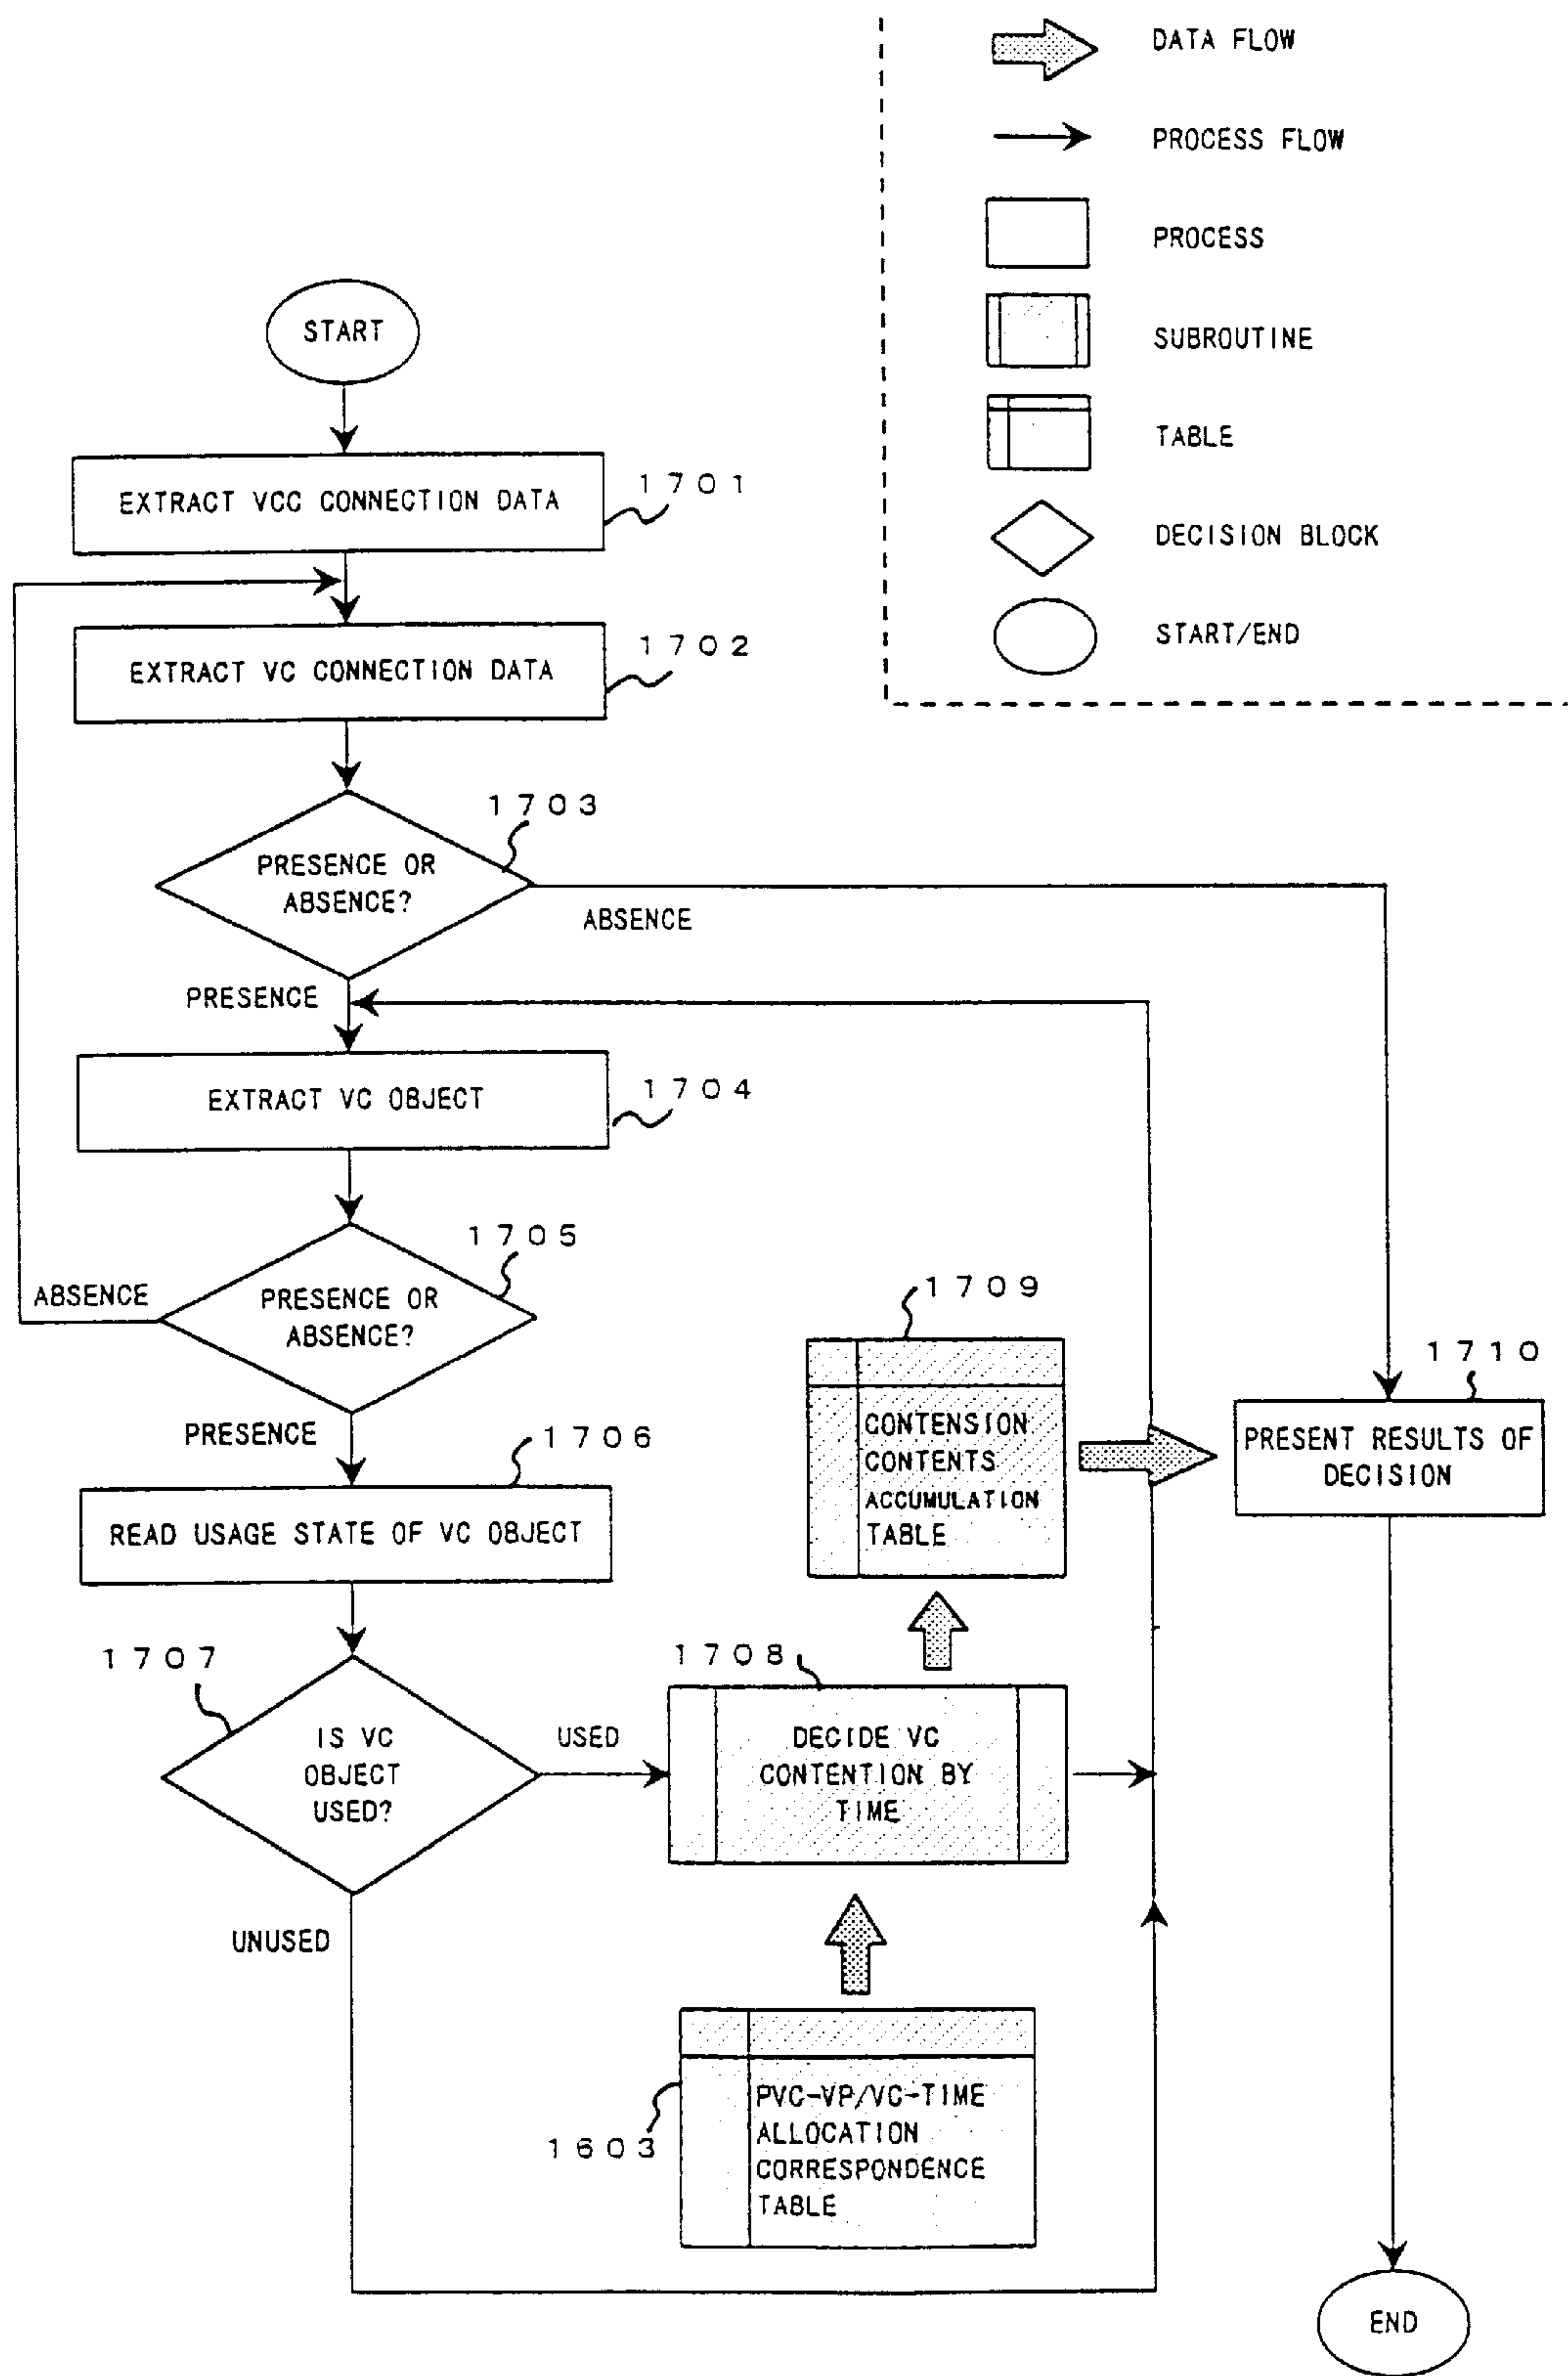 DATA FLOW
PROCESS FLOW
PROCESS
SUBROUTINE
TABLE
DECISION BLOCK
START/END
START
EXTRACT VCC CONNECTION DATA
1701
EXTRACT VC CONNECTION DATA
1702
1703
PRESENCE OR
ABSENCE?
ABSENCE
PRESENCE
EXTRACT VC OBJECT
1704
1705
PRESENCE OR
ABSENCE?
ABSENCE
PRESENCE
1706
READ USAGE STATE OF VC OBJECT
1707
IS VC
OBJECT
USED?
USED
UNUSED
1708
DECIDE VC
CONTENTION BY
TIME
1709
CONTENSION
CONTENTS
ACCUMULATION
TABLE
1710
PRESENT RESULTS OF
DECISION
1603
PVC-VP/VC-TIME
ALLOCATION
CORRESPONDENCE
TABLE
END